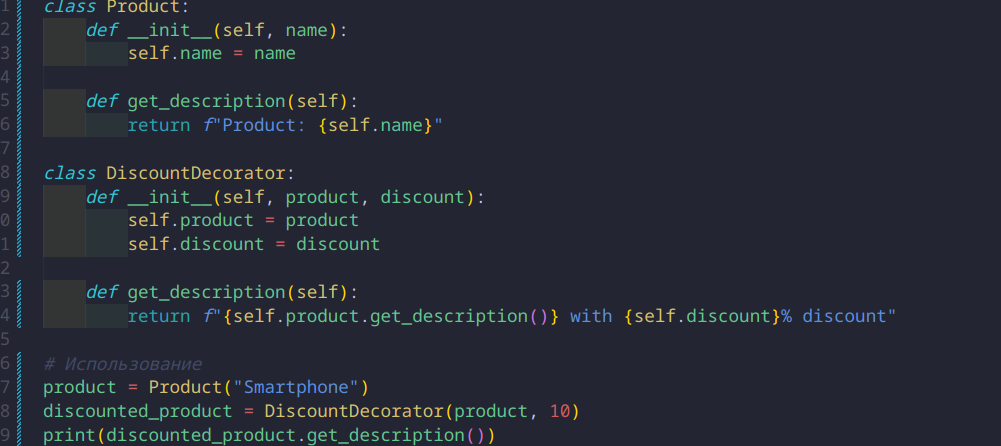 1 class Product:
2     def __init__(self, name):
3         self.name = name
4
5     def get_description(self):
6         return f"Product: {self.name}"
7
8 class DiscountDecorator:
9     def __init__(self, product, discount):
0         self.product = product
1         self.discount = discount
2
3     def get_description(self):
4         return f"{self.product.get_description()} with {self.discount}% discount"
5
6 # Использование
7 product = Product("Smartphone")
8 discounted_product = DiscountDecorator(product, 10)
9 print(discounted_product.get_description())